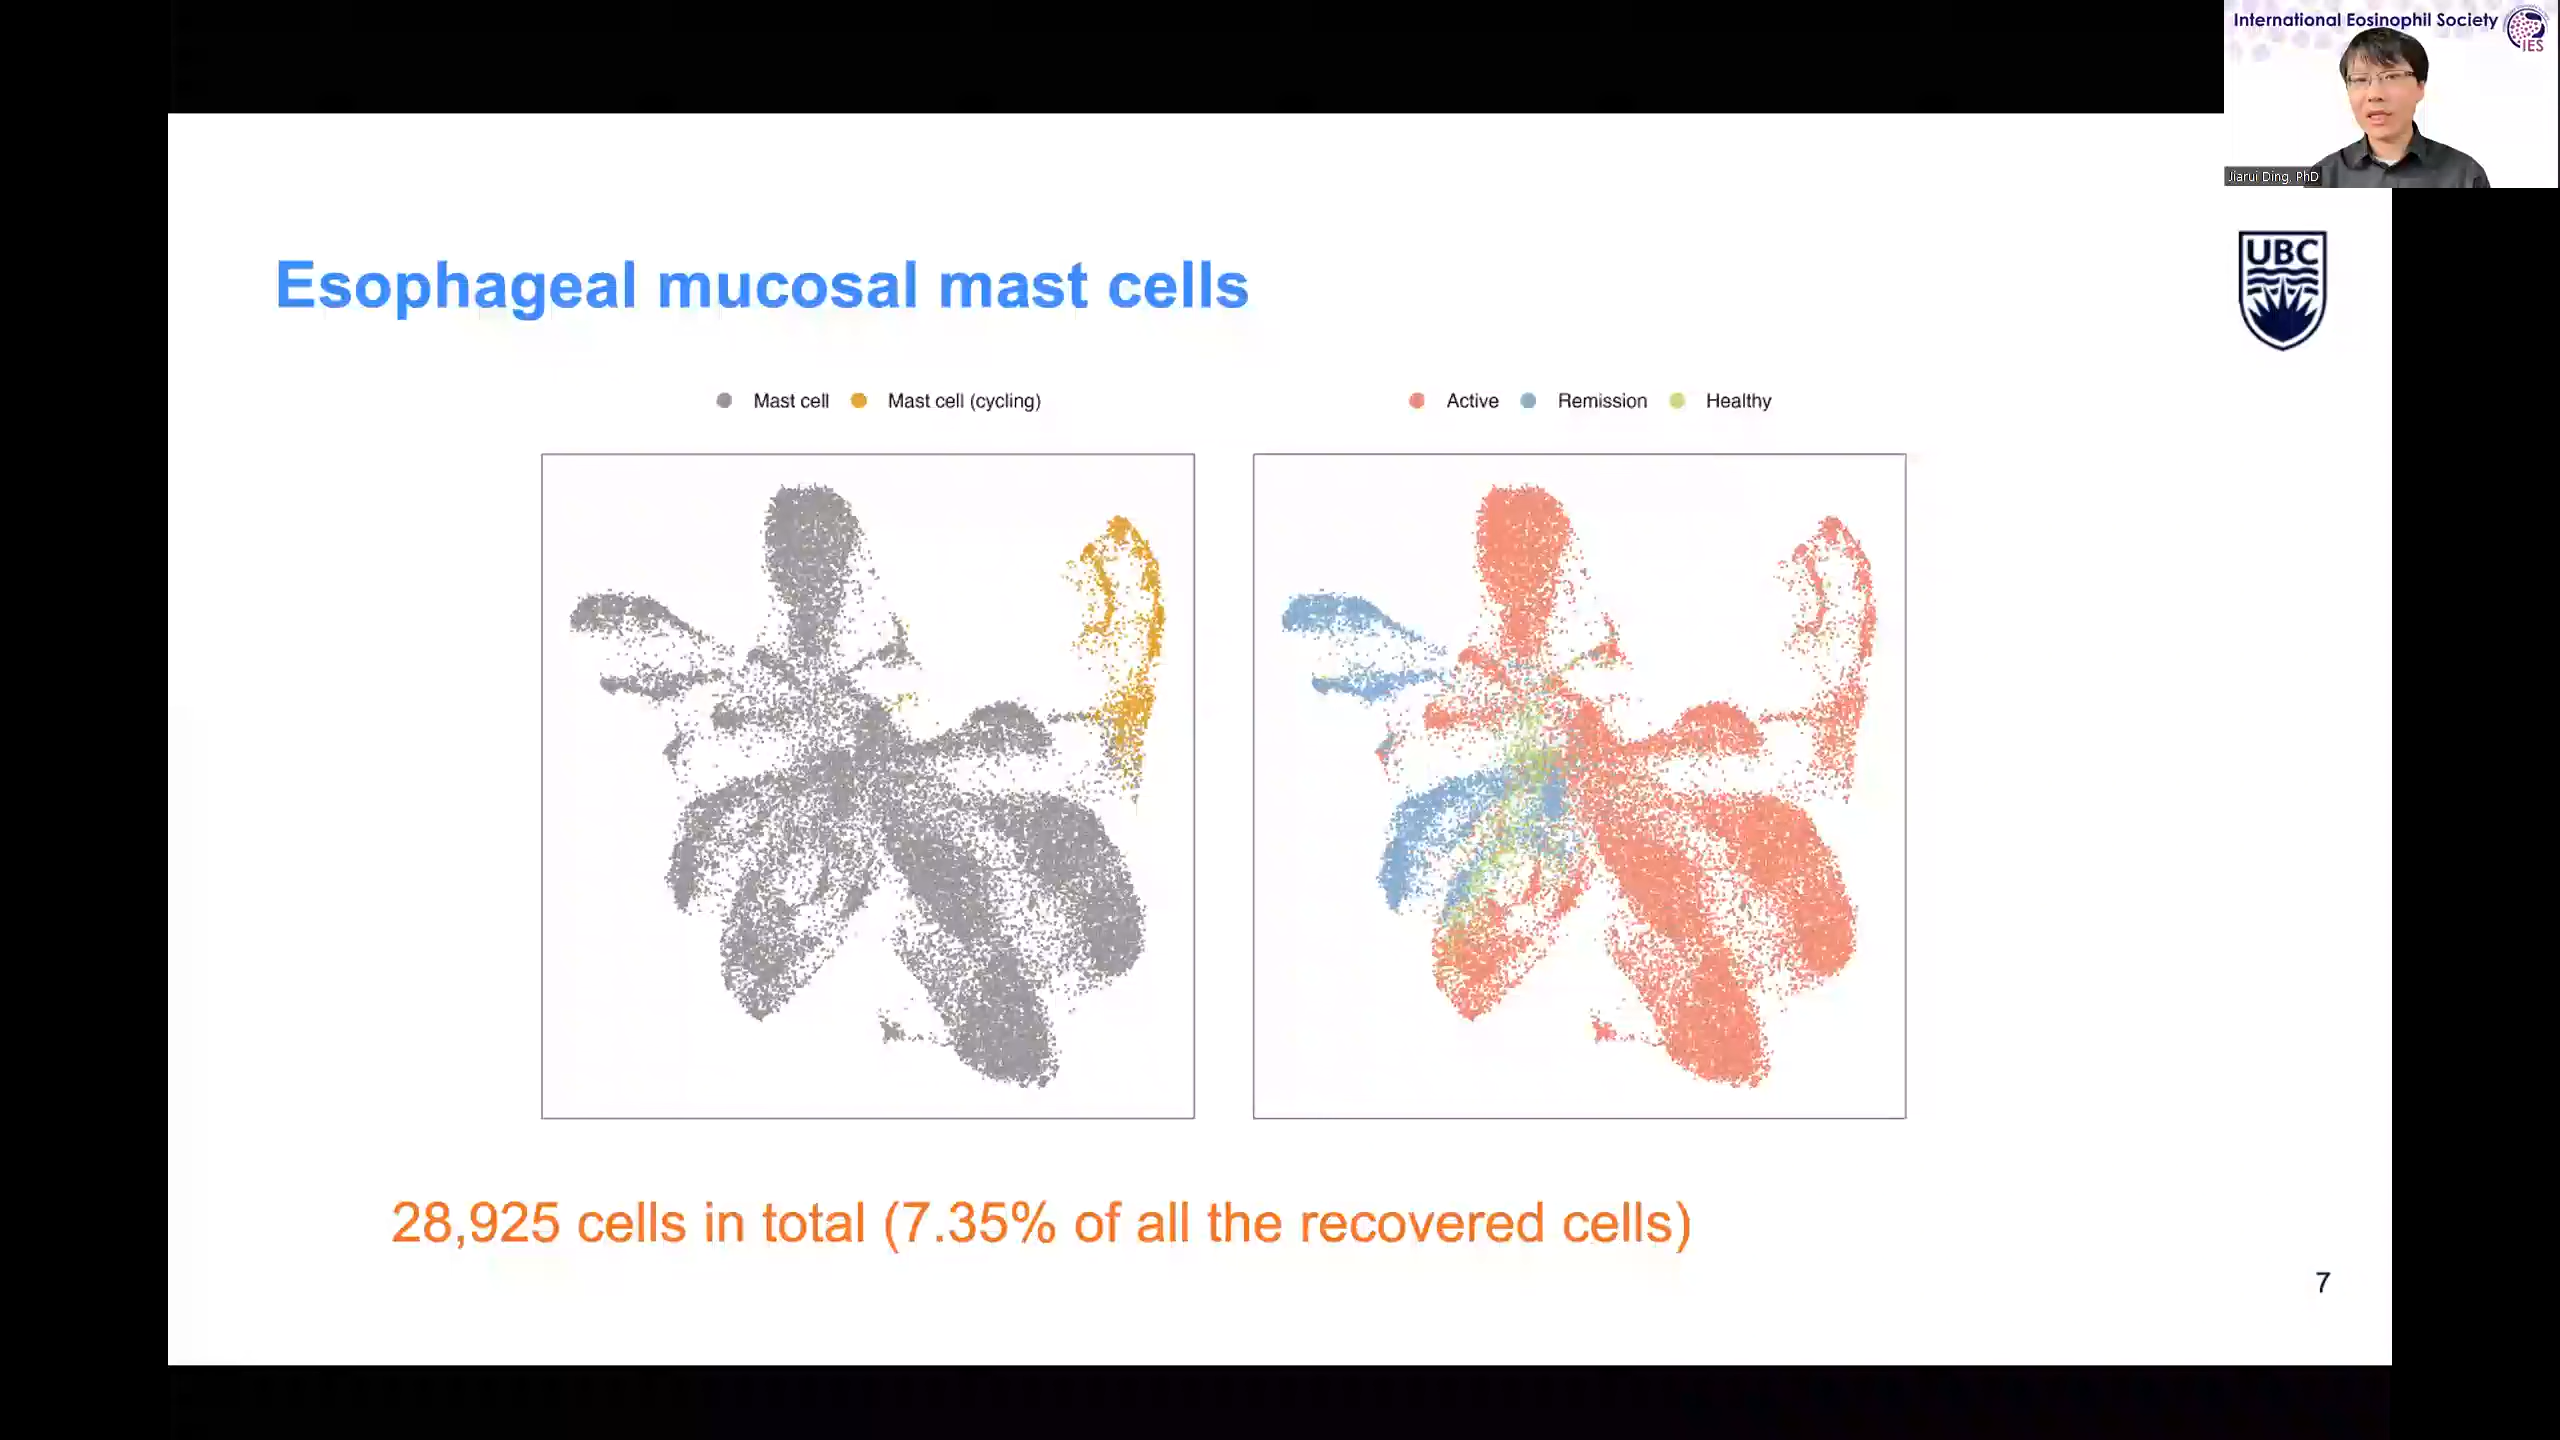 International Eosinophil Society
IES
Jiarui Ding, PhD
UBC
Esophageal mucosal mast cells
Mast cell Mast cell (cycling)
Active Remission Healthy
28,925 cells in total (7.35% of all the recovered cells)
7